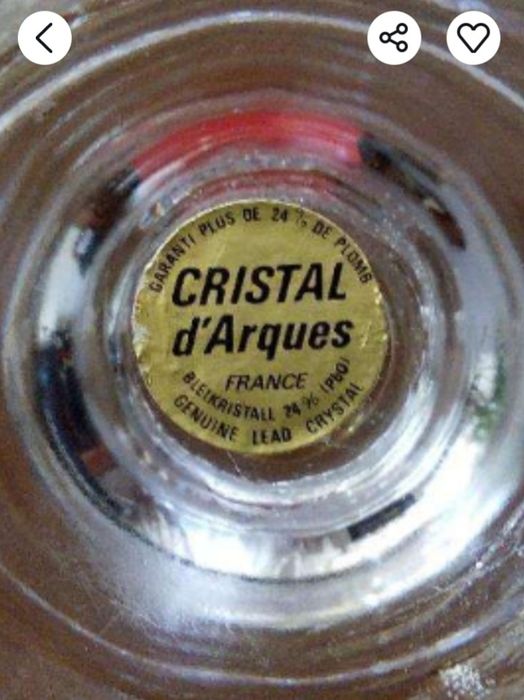 GARANTI PLUS DE 24 % DE PLOMB
CRISTAL
d'Arques
FRANCE
BLEIKRISTALL 24 % (PbO)
GENUINE LEAD CRYSTAL